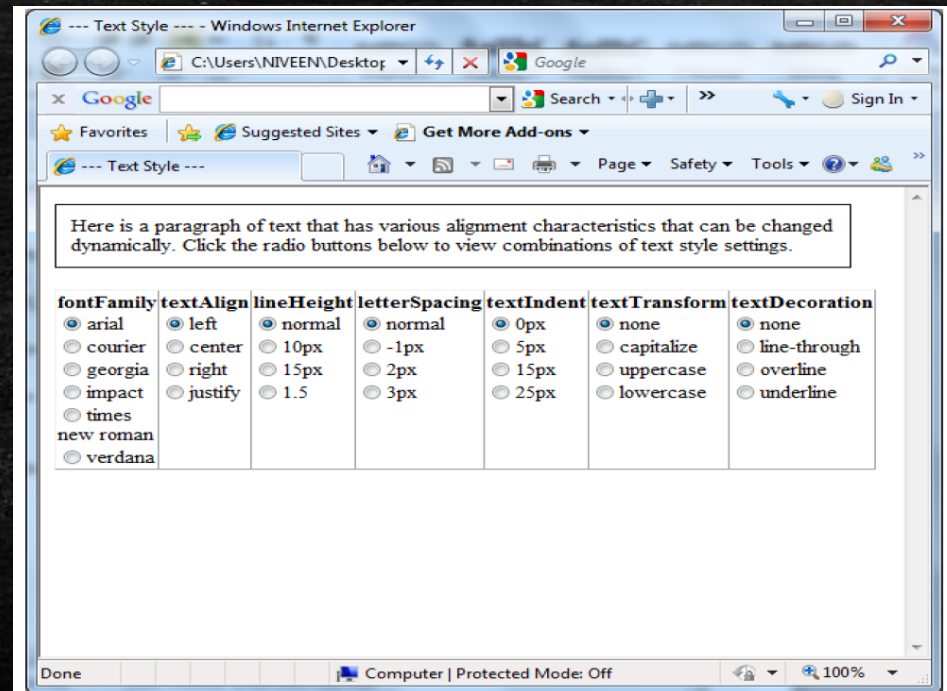 --- Text Style --- - Windows Internet Explorer
C:\Users\NIVEEN\Desktop Google
x Google Search » Sign In
Favorites Suggested Sites Get More Add-ons
--- Text Style --- Page Safety Tools »
Here is a paragraph of text that has various alignment characteristics that can be changed
dynamically. Click the radio buttons below to view combinations of text style settings.
fontFamily textAlign lineHeight letterSpacing textIndent textTransform textDecoration
arial left normal normal 0px none none
courier center 10px -1px 5px capitalize line-through
georgia right 15px 2px 15px uppercase overline
impact justify 1.5 3px 25px lowercase underline
times
new roman
verdana
Done Computer | Protected Mode: Off 100%